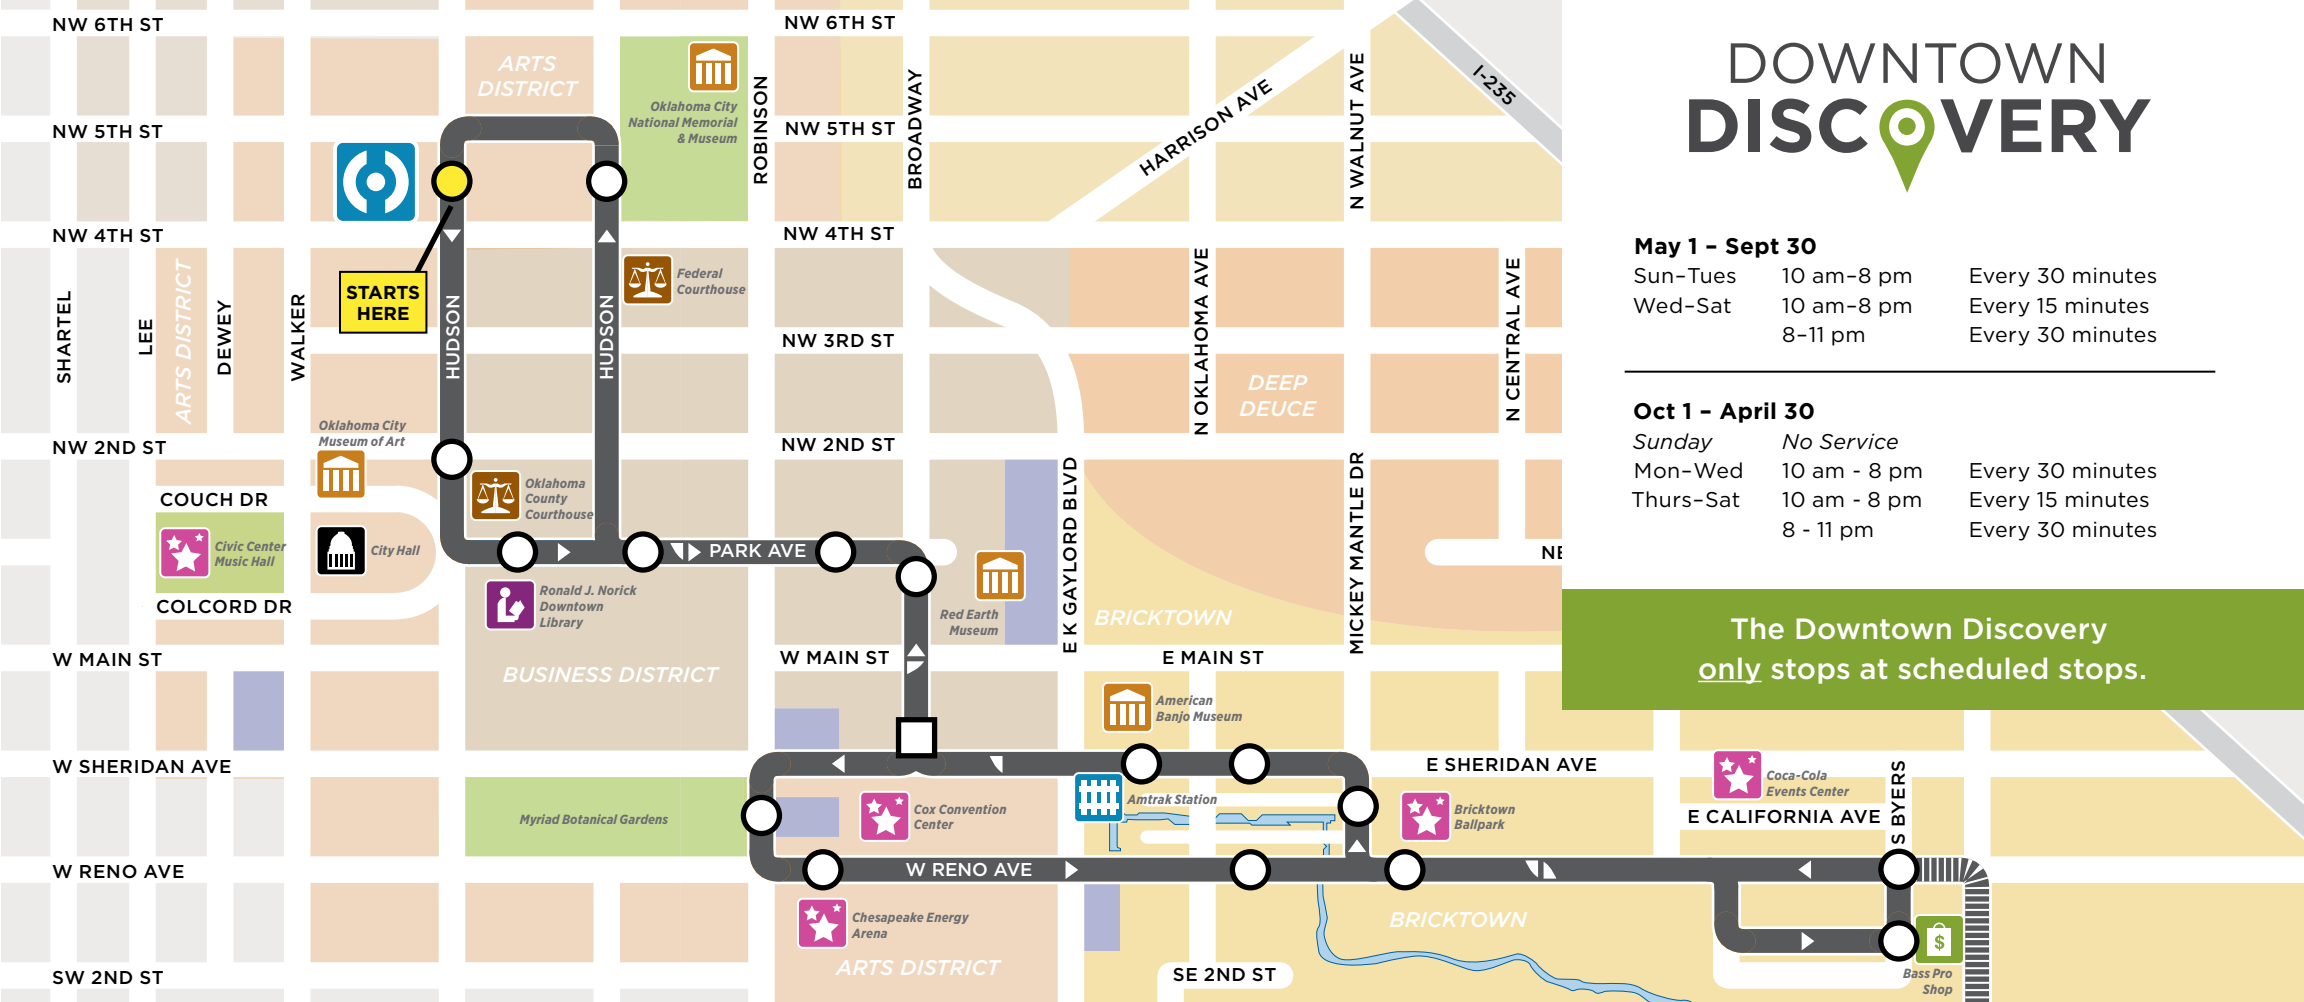 NW 6TH ST
NW 6TH ST
ARTS
DISTRICT
Oklahoma City
National Memorial
& Museum
ROBINSON
BROADWAY
HARRISON AVE
N WALNUT AVE
I-235
NW 5TH ST
NW 5TH ST
NW 4TH ST
NW 4TH ST
STARTS
HERE
SHARTEL
LEE
ARTS DISTRICT
DEWEY
WALKER
HUDSON
HUDSON
Federal
Courthouse
NW 3RD ST
N OKLAHOMA AVE
DEEP
DEUCE
N CENTRAL AVE
Oklahoma City
Museum of Art
NW 2ND ST
NW 2ND ST
COUCH DR
Civic Center
Music Hall
City Hall
COLCORD DR
Oklahoma
County
Courthouse
PARK AVE
Ronald J. Norick
Downtown
Library
Red Earth
Museum
E K GAYLORD BLVD
MICKEY MANTLE DR
NE
BRICKTOWN
W MAIN ST
W MAIN ST
E MAIN ST
BUSINESS DISTRICT
American
Banjo Museum
W SHERIDAN AVE
E SHERIDAN AVE
Myriad Botanical Gardens
Cox Convention
Center
Amtrak Station
Bricktown
Ballpark
Coca-Cola
Events Center
E CALIFORNIA AVE
S BYERS
W RENO AVE
W RENO AVE
Chesapeake Energy
Arena
BRICKTOWN
ARTS DISTRICT
SW 2ND ST
SE 2ND ST
$
Bass Pro
Shop
DOWNTOWN
DISCOVERY
May 1 – Sept 30
Sun–Tues 10 am–8 pm Every 30 minutes
Wed–Sat 10 am–8 pm Every 15 minutes
8–11 pm Every 30 minutes
Oct 1 – April 30
Sunday No Service
Mon–Wed 10 am - 8 pm Every 30 minutes
Thurs–Sat 10 am - 8 pm Every 15 minutes
8 - 11 pm Every 30 minutes
The Downtown Discovery
only stops at scheduled stops.